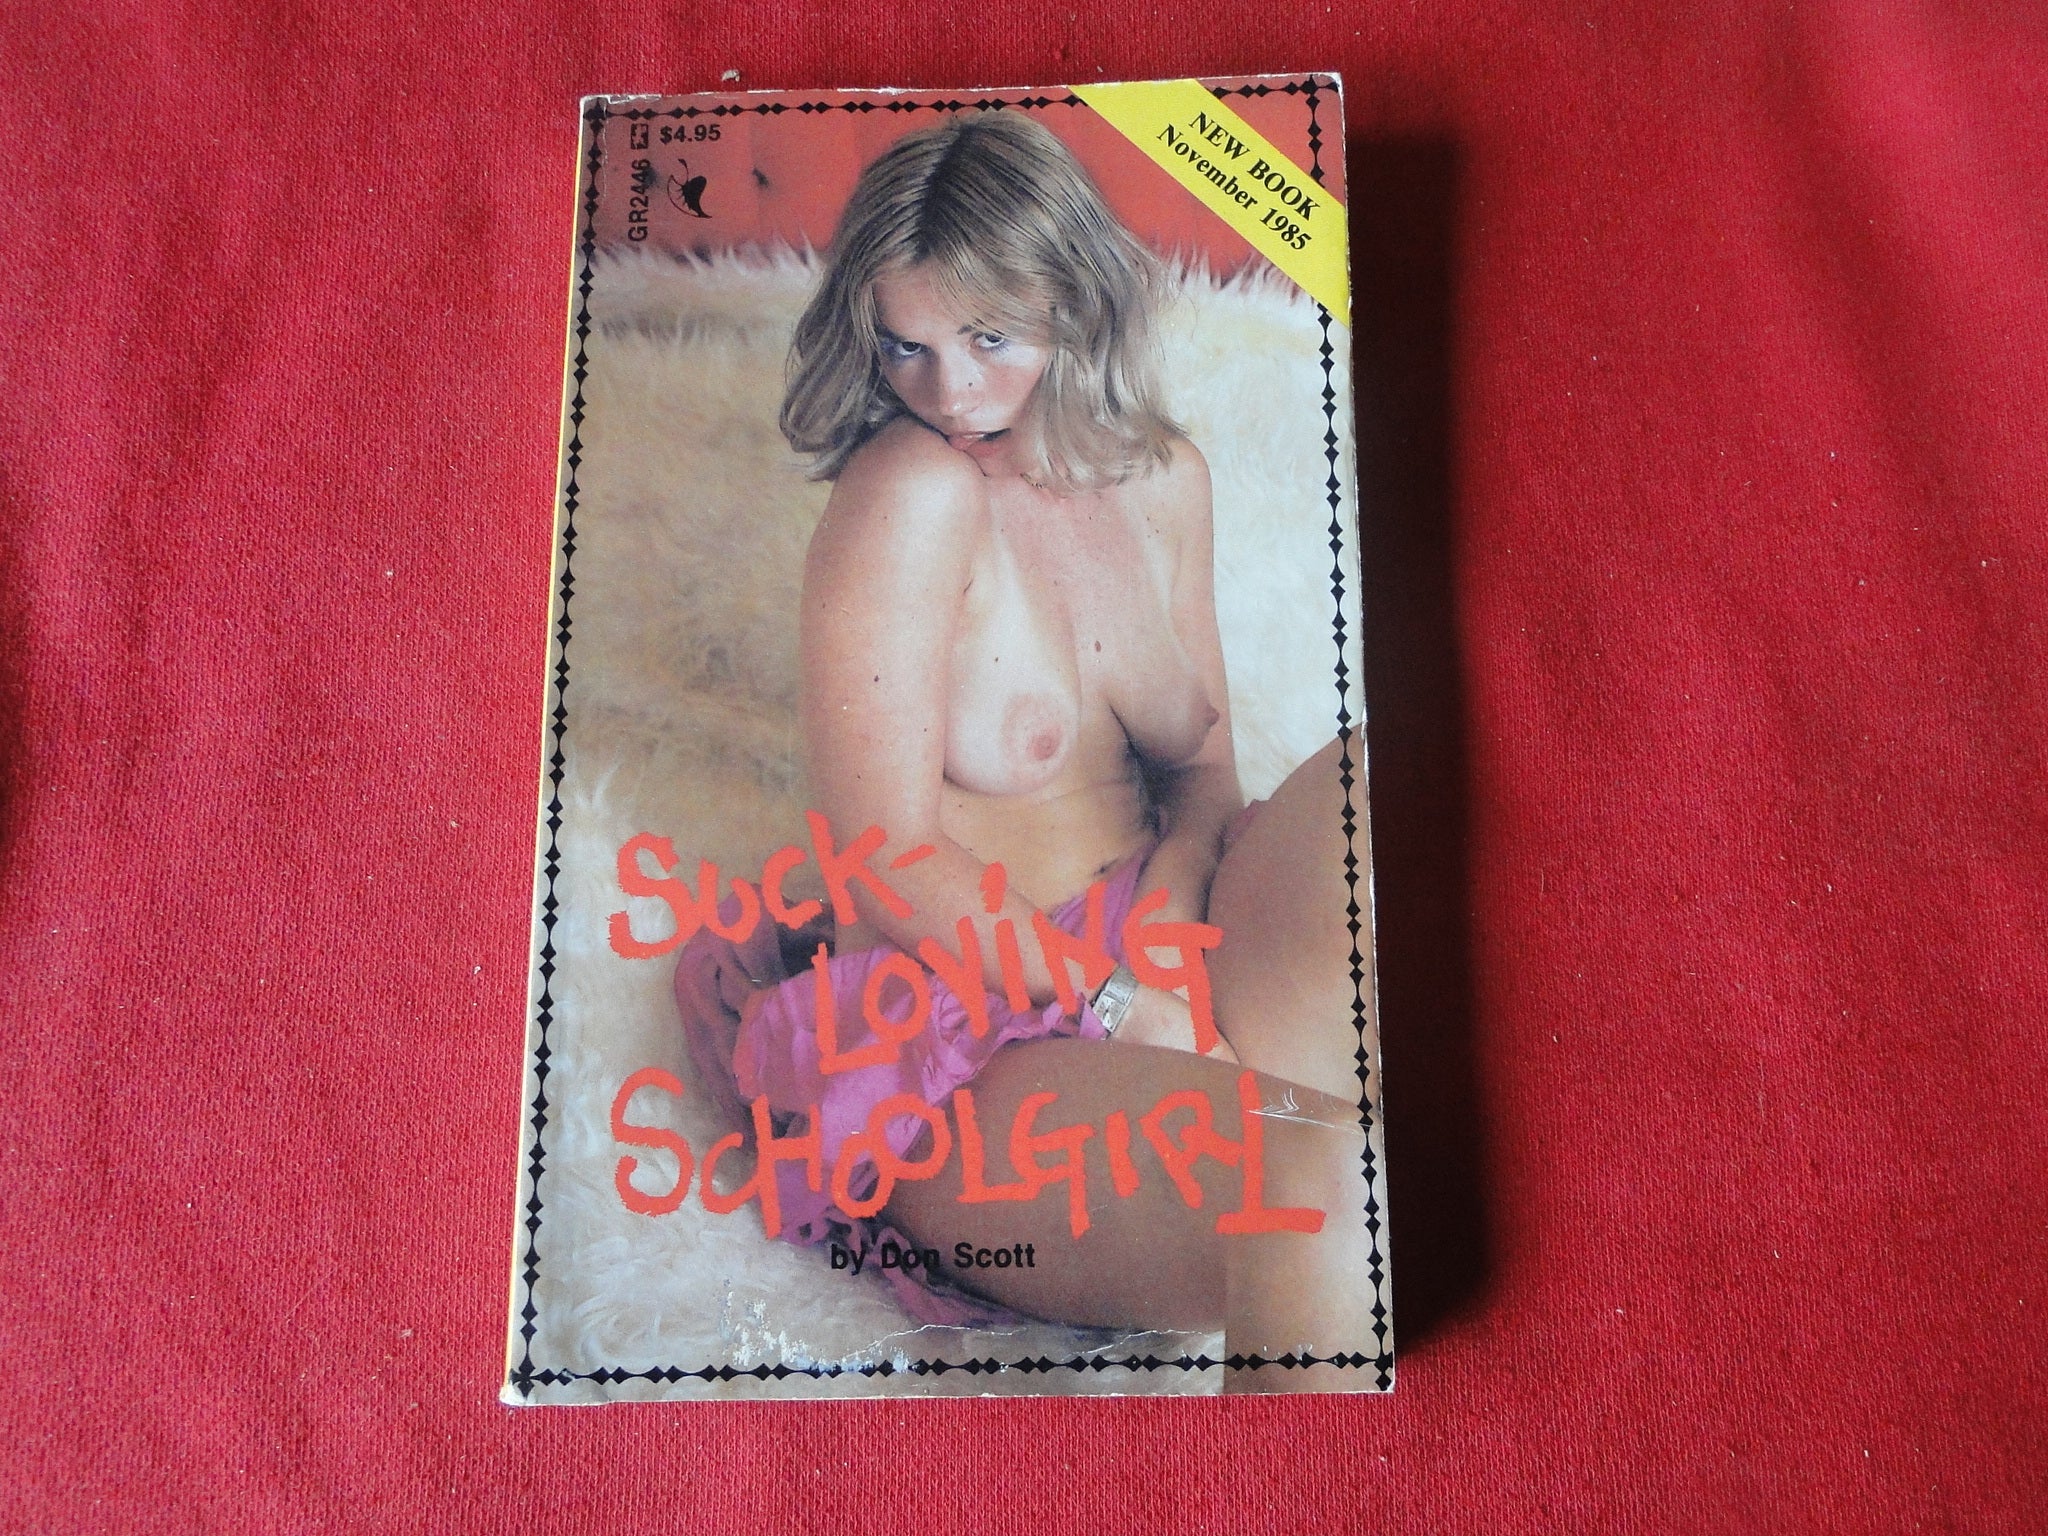 GR2446
$4.95
NEW BOOK
November 1985
SUCK-
LOVING
SCHOOLGIRL
by Don Scott